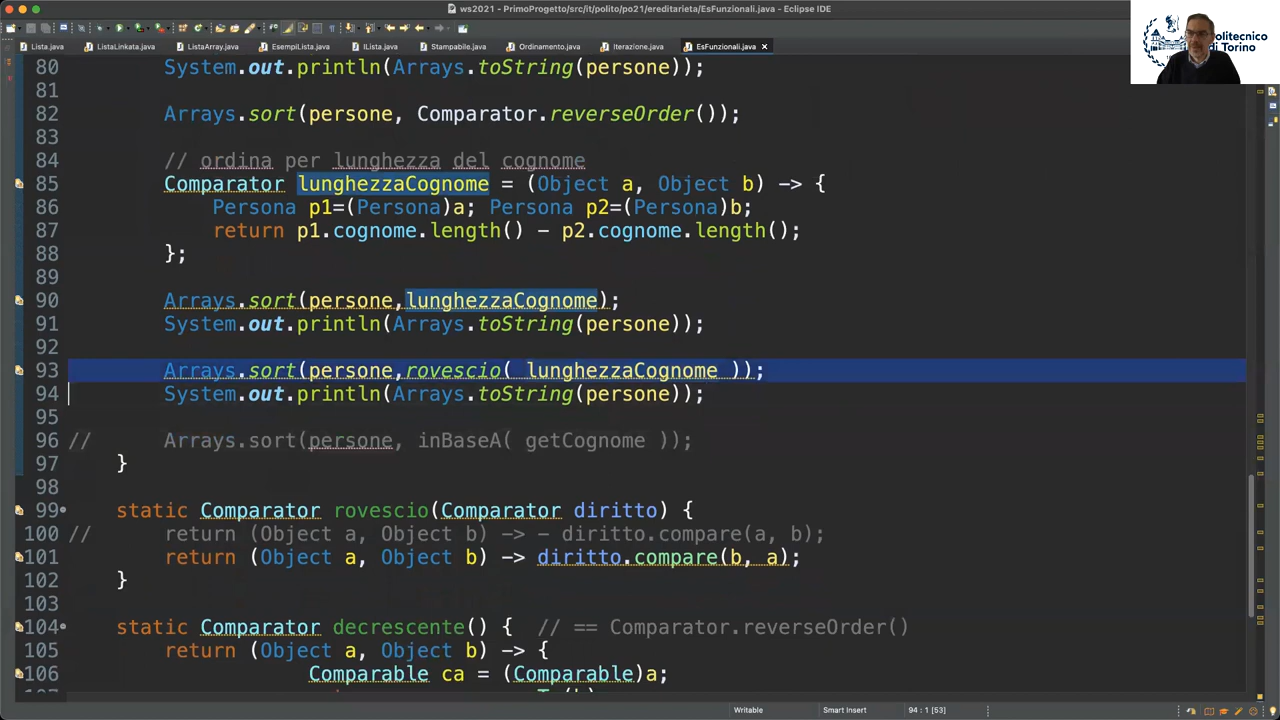 ws2021 - PrimoProgetto/src/it/polito/po21/ereditarieta/EsFunzionali.java - Eclipse IDE
Lista.java ListaLinkata.java ListaArray.java EsempiLista.java IListа.java Stampabile.java Ordinamento.java Iterazione.java EsFunzionali.java
Politecnico
di Torino
80 System.out.println(Arrays.toString(persone));
81
82 Arrays.sort(persone, Comparator.reverseOrder());
83
84 // ordina per lunghezza del cognome
85 Comparator lunghezzaCognome = (Object a, Object b) -> {
86 Persona p1=(Persona)a; Persona p2=(Persona)b;
87 return p1.cognome.length() - p2.cognome.length();
88 };
89
90 Arrays.sort(persone,lunghezzaCognome);
91 System.out.println(Arrays.toString(persone));
92
93 Arrays.sort(persone,rovescio( lunghezzaCognome ));
94 System.out.println(Arrays.toString(persone));
95
96 // Arrays.sort(persone, inBaseA( getCognome ));
97 }
98
99 static Comparator rovescio(Comparator diritto) {
100 // return (Object a, Object b) -> - diritto.compare(a, b);
101 return (Object a, Object b) -> diritto.compare(b, a);
102 }
103
104 static Comparator decrescente() { // == Comparator.reverseOrder()
105 return (Object a, Object b) -> {
106 Comparable ca = (Comparable)a;
Writable Smart Insert 94 : 1 [53]